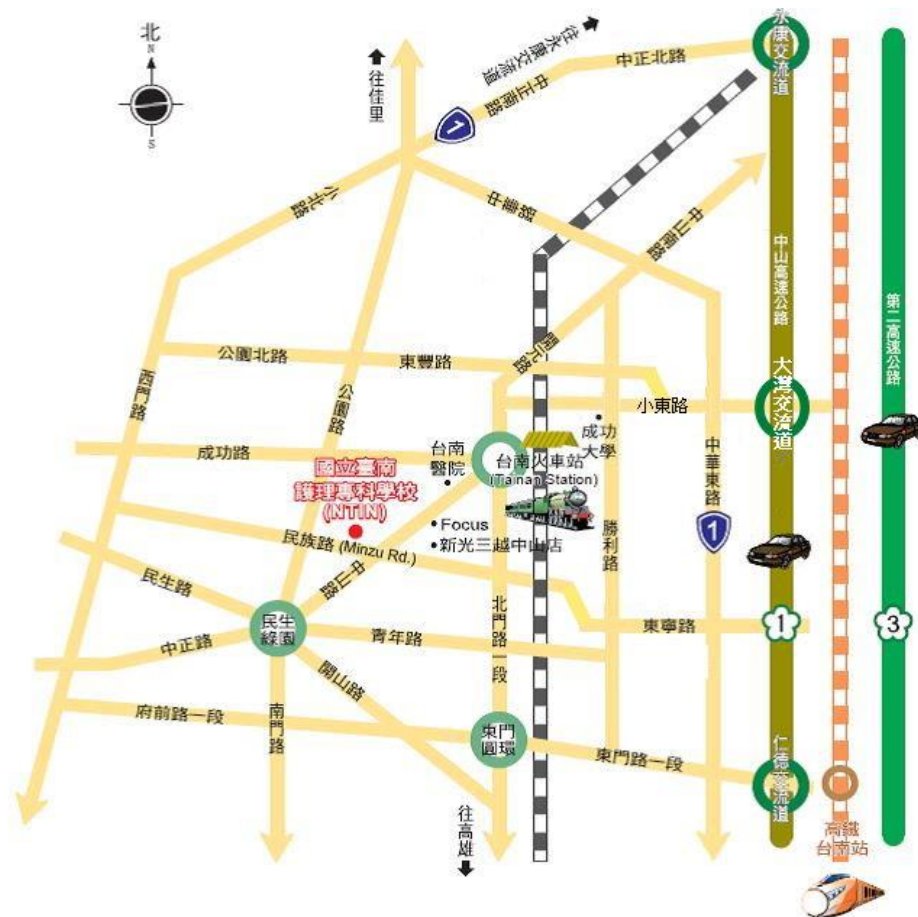 北
N
S
往佳里
往永康交流道
中正南路
1
中正北路
永康交流道
小北路
中華路
中山南路
中山高速公路
第二高速公路
開元路
公園北路
東豐路
西門路
公園路
小東路
大灣交流道
成功路
台南
醫院
台南火車站
(Tainan Station)
成功
大學
國立臺南
護理專科學校
(NTIN)
中華東路
1
Focus
新光三越中山店
民族路 (Minzu Rd.)
中山路
勝利路
民生路
民生
綠園
北門路一段
東寧路
1
3
中正路
青年路
開山路
府前路一段
南門路
東門
圓環
東門路一段
仁德交流道
往高雄
高鐵
台南站